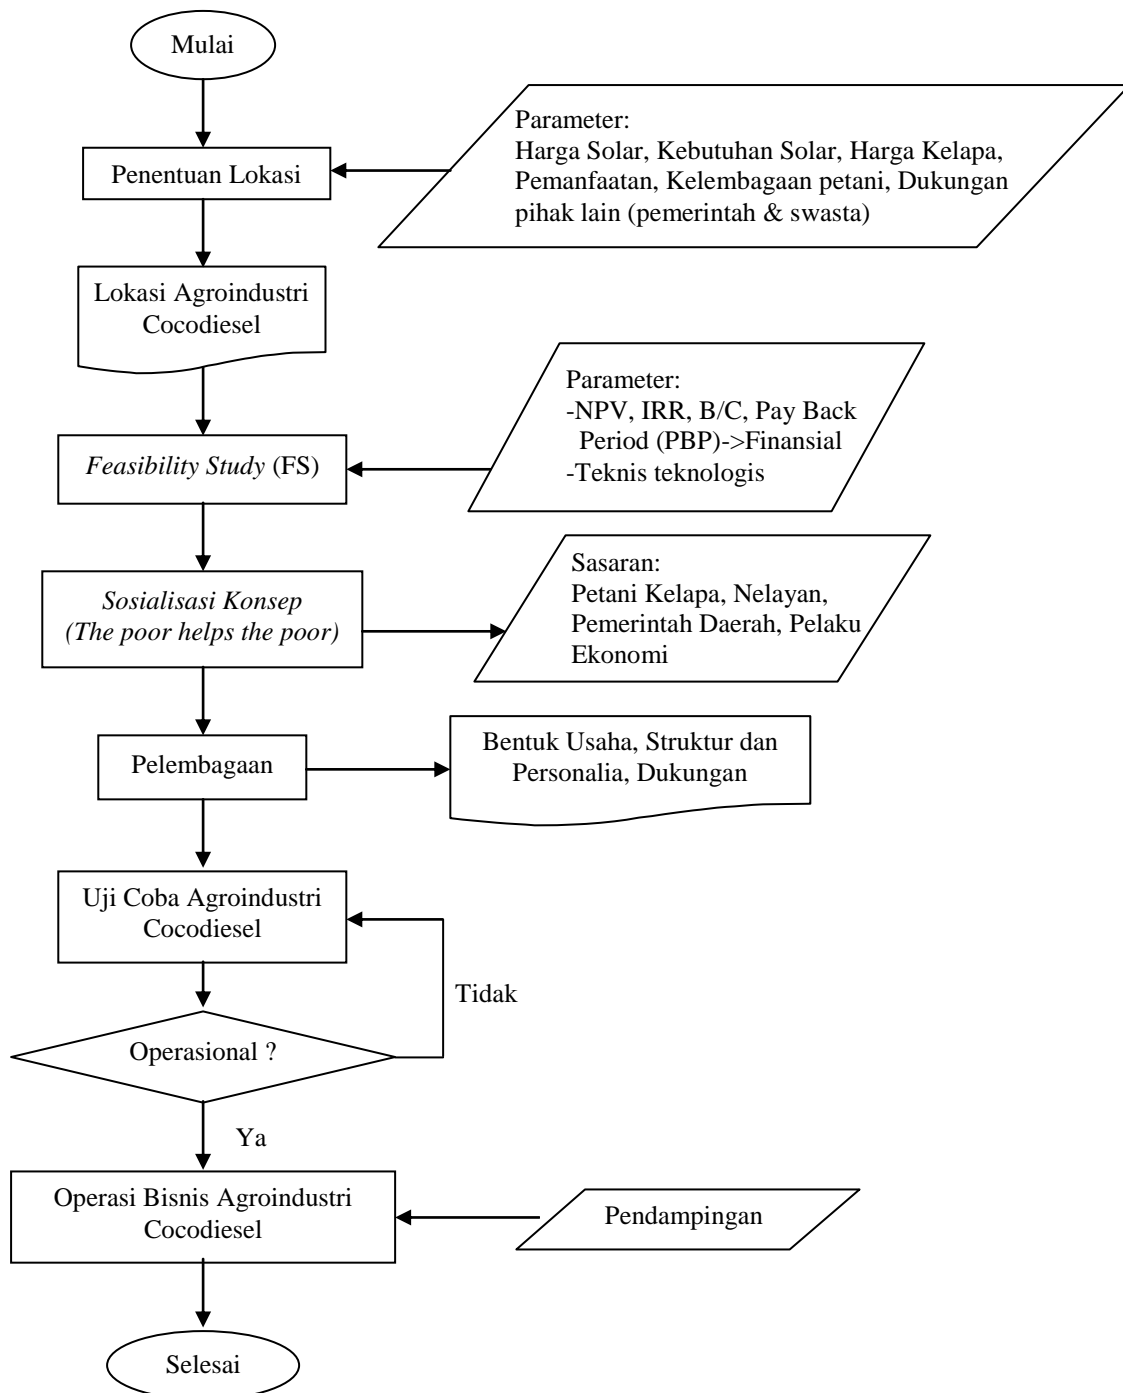 Mulai
Parameter:
Harga Solar, Kebutuhan Solar, Harga Kelapa,
Pemanfaatan, Kelembagaan petani, Dukungan
pihak lain (pemerintah & swasta)
Penentuan Lokasi
Lokasi Agroindustri
Cocodiesel
Parameter:
-NPV, IRR, B/C, Pay Back
Period (PBP)->Finansial
-Teknis teknologis
Feasibility Study (FS)
Sasaran:
Petani Kelapa, Nelayan,
Pemerintah Daerah, Pelaku
Ekonomi
Sosialisasi Konsep
(The poor helps the poor)
Pelembagaan
Bentuk Usaha, Struktur dan
Personalia, Dukungan
Uji Coba Agroindustri
Cocodiesel
Tidak
Operasional ?
Ya
Operasi Bisnis Agroindustri
Cocodiesel
Pendampingan
Selesai